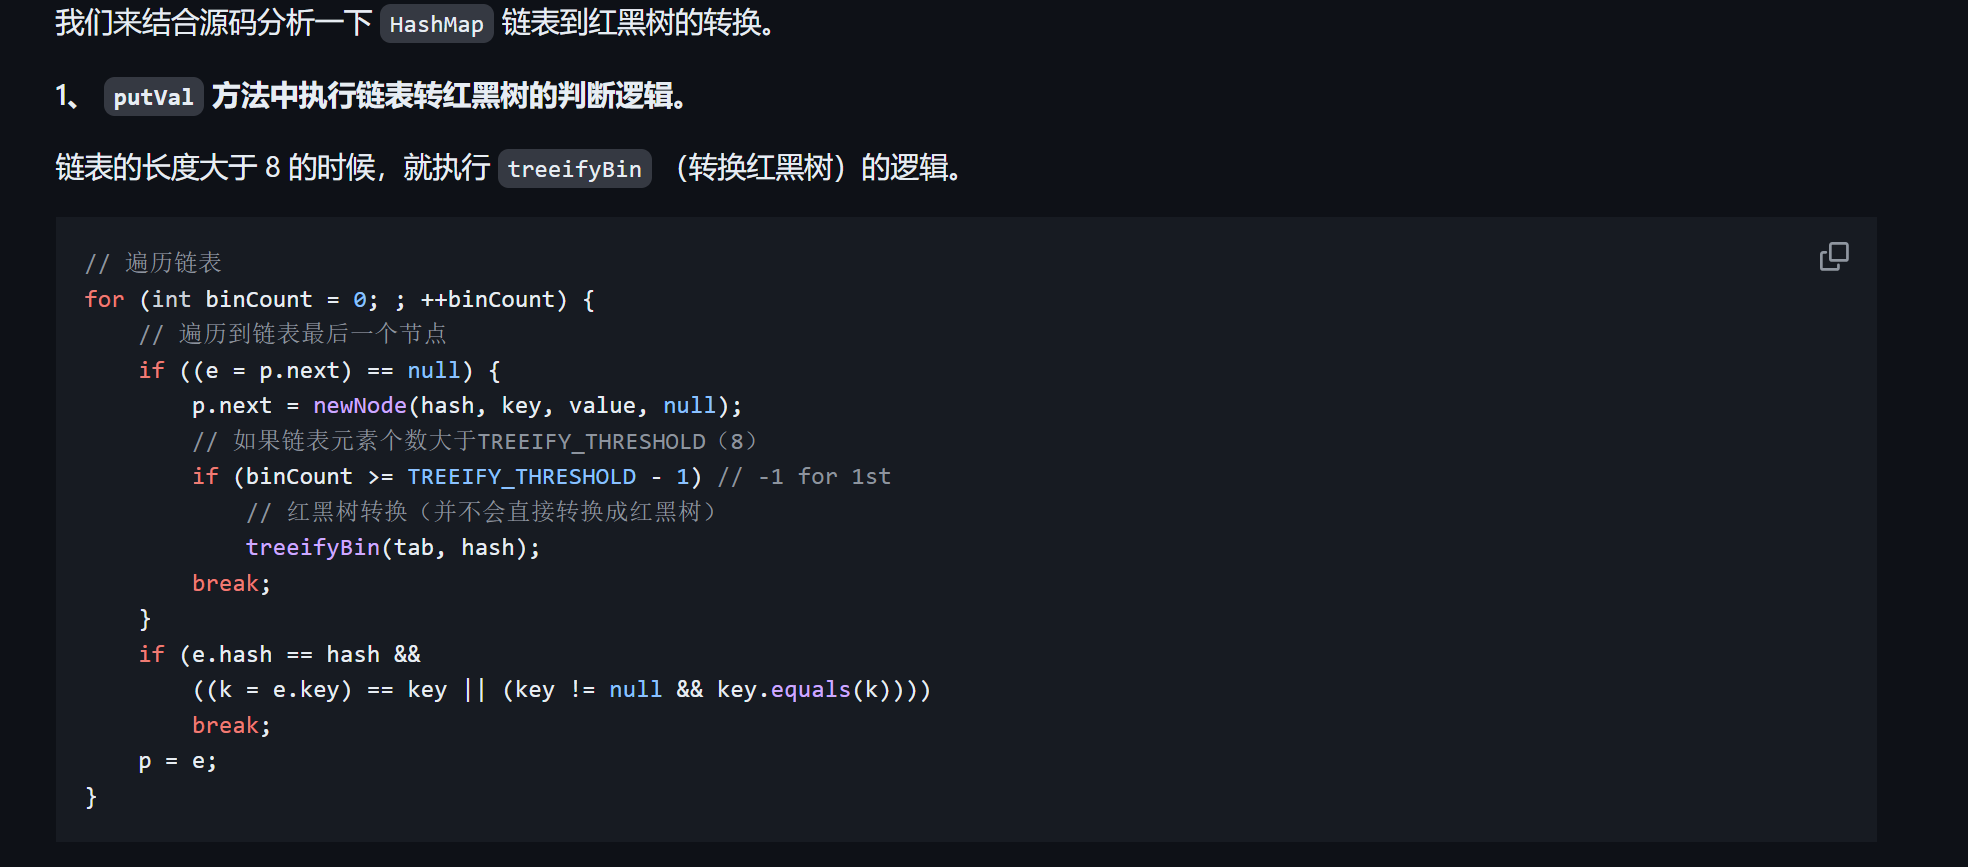 我们来结合源码分析一下 HashMap 链表到红黑树的转换。
1、 putVal 方法中执行链表转红黑树的判断逻辑。
链表的长度大于 8 的时候，就执行 treeifyBin （转换红黑树）的逻辑。
// 遍历链表
for (int binCount = 0; ; ++binCount) {
    // 遍历到链表最后一个节点
    if ((e = p.next) == null) {
        p.next = newNode(hash, key, value, null);
        // 如果链表元素个数大于TREEIFY_THRESHOLD（8）
        if (binCount >= TREEIFY_THRESHOLD - 1) // -1 for 1st
            // 红黑树转换（并不会直接转换成红黑树）
            treeifyBin(tab, hash);
        break;
    }
    if (e.hash == hash &&
        ((k = e.key) == key || (key != null && key.equals(k))))
        break;
    p = e;
}